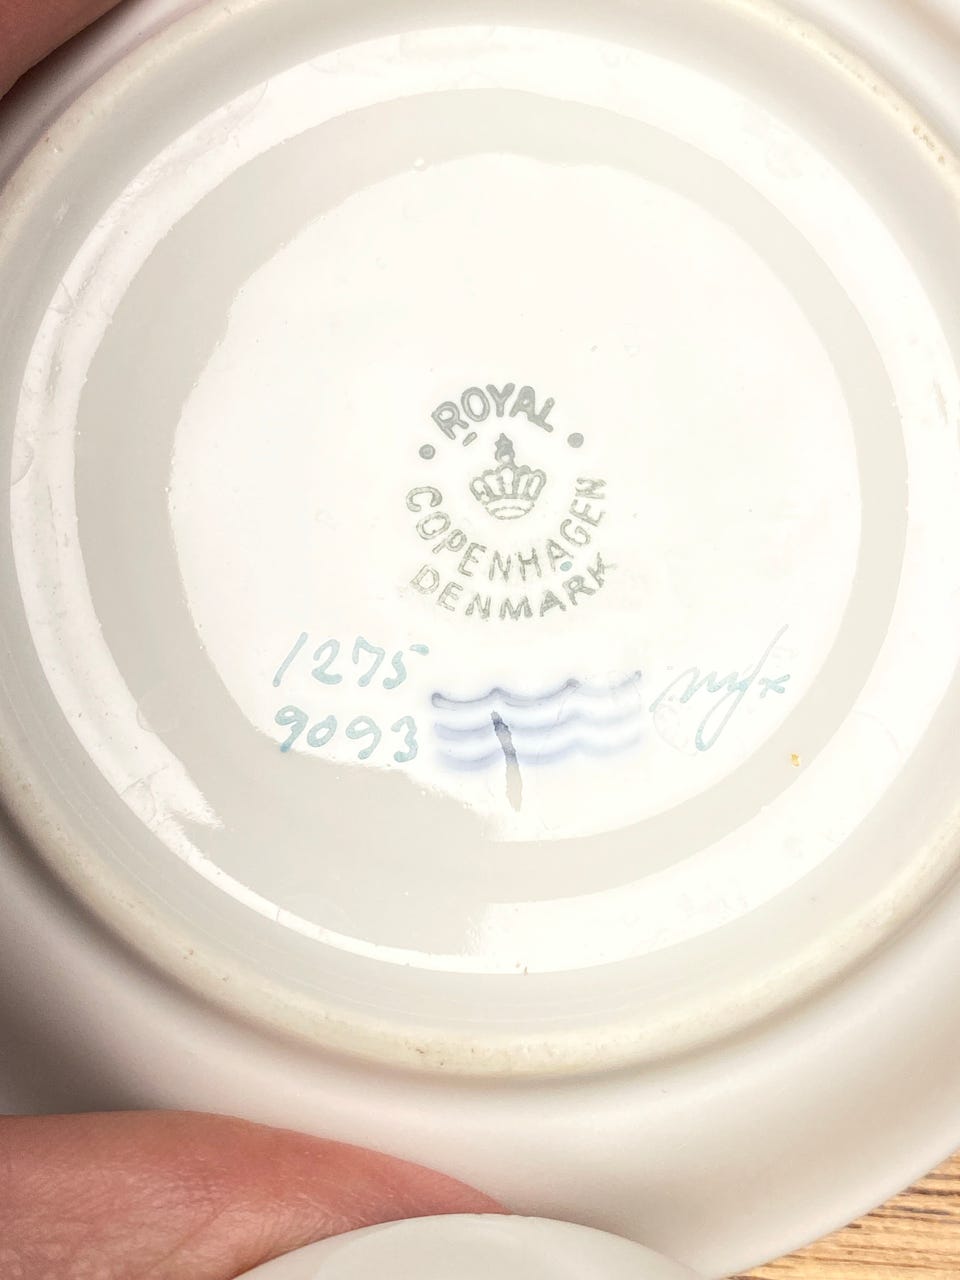 • ROYAL •
COPENHAGEN
DENMARK
1275
9093